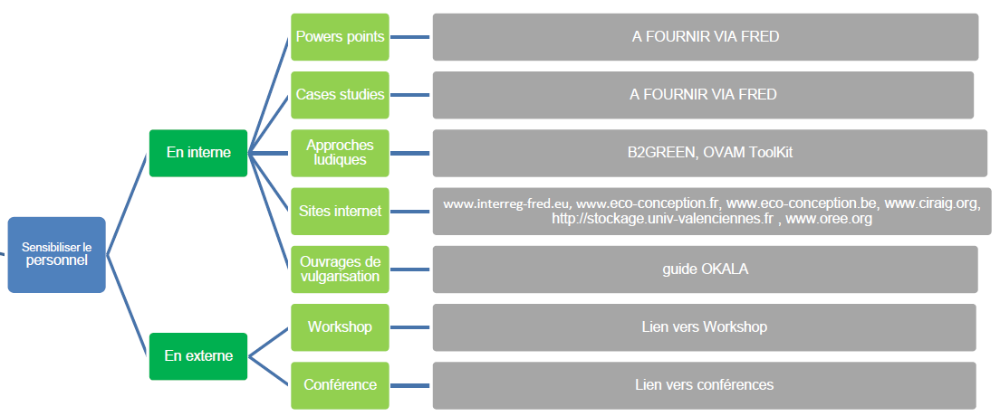 Sensibiliser le
personnel
En interne
Powers points
A FOURNIR VIA FRED
Cases studies
A FOURNIR VIA FRED
Approches
ludiques
B2GREEN, OVAM ToolKit
Sites internet
www.interreg-fred.eu, www.eco-conception.fr, www.eco-conception.be, www.ciraig.org,
http://stockage.univ-valenciennes.fr , www.oree.org
Ouvrages de
vulgarisation
guide OKALA
En externe
Workshop
Lien vers Workshop
Conférence
Lien vers conférences